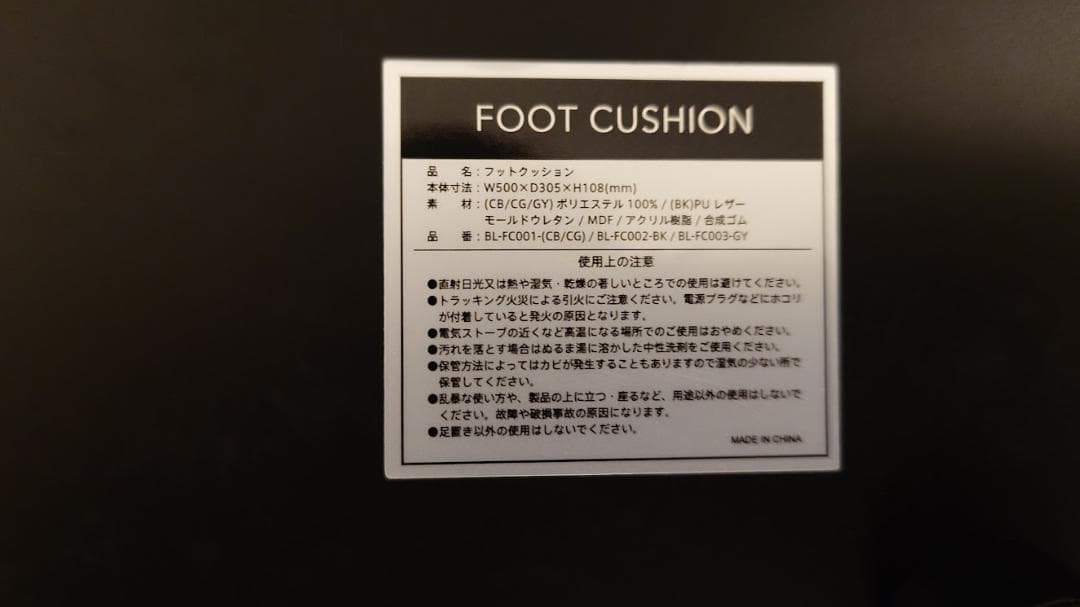 FOOT CUSHION
品　　名：フットクッション
本体寸法：W500×D305×H108(mm)
素　　材：(CB/CG/GY) ポリエステル 100% / (BK)PU レザー
モールドウレタン / MDF / アクリル樹脂 / 合成ゴム
品　　番：BL-FC001-(CB/CG) / BL-FC002-BK / BL-FC003-GY
使用上の注意
●直射日光又は熱や湿気・乾燥の著しいところでの使用は避けてください。
●トラッキング火災による引火にご注意ください。電源プラグなどにホコリ
が付着していると発火の原因となります。
●電気ストーブの近くなど高温になる場所でのご使用はおやめください。
●汚れを落とす場合はぬるま湯に溶かした中性洗剤をご使用ください。
●保管方法によってはカビが発生することもありますので湿気の少ない所で
保管してください。
●乱暴な使い方や、製品の上に立つ・座るなど、用途以外の使用はしないで
ください。故障や破損事故の原因になります。
●足置き以外の使用はしないでください。
MADE IN CHINA